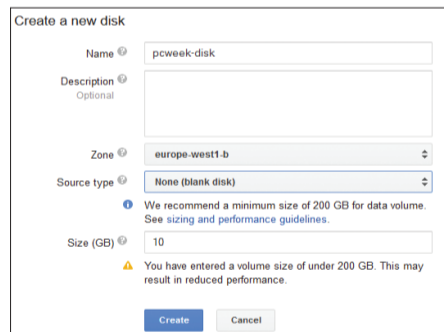 Create a new disk
Name
pcweek-disk
Description
Optional
Zone
europe-west1-b
Source type
None (blank disk)
We recommend a minimum size of 200 GB for data volume.
See sizing and performance guidelines.
Size (GB)
10
You have entered a volume size of under 200 GB. This may
result in reduced performance.
Create Cancel